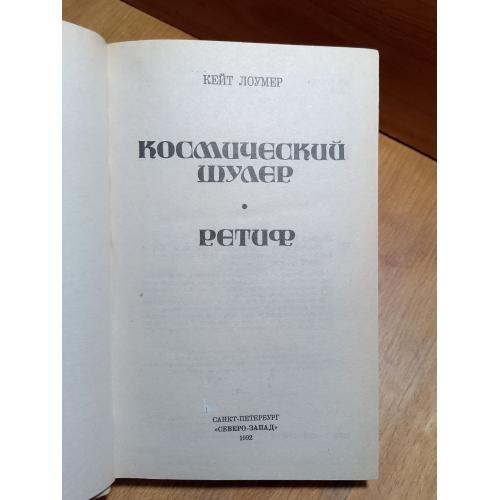 КЕЙТ ЛОУМЕР
КОСМИЧЕСКИЙ
ШУЛЕР
•
РЕТИФ
САНКТ-ПЕТЕРБУРГ
«СЕВЕРО-ЗАПАД»
1992